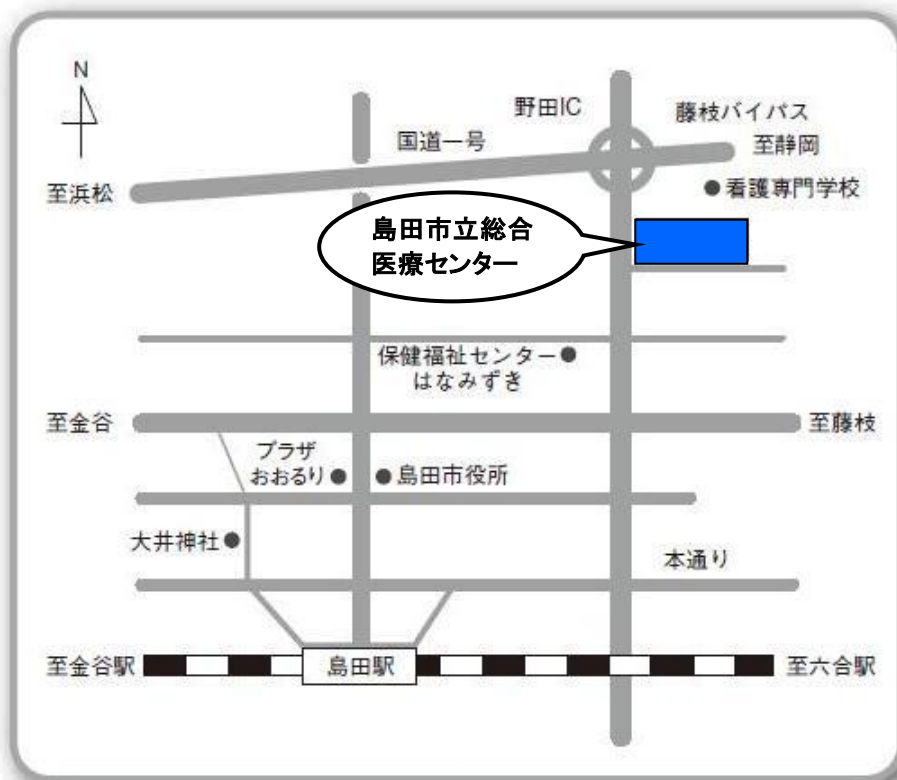 N
野田IC
藤枝バイパス
国道一号
至静岡
至浜松
看護専門学校
島田市立総合
医療センター
保健福祉センター
はなみずき
至金谷
至藤枝
プラザ
おおるり
島田市役所
大井神社
本通り
至金谷駅
島田駅
至六合駅